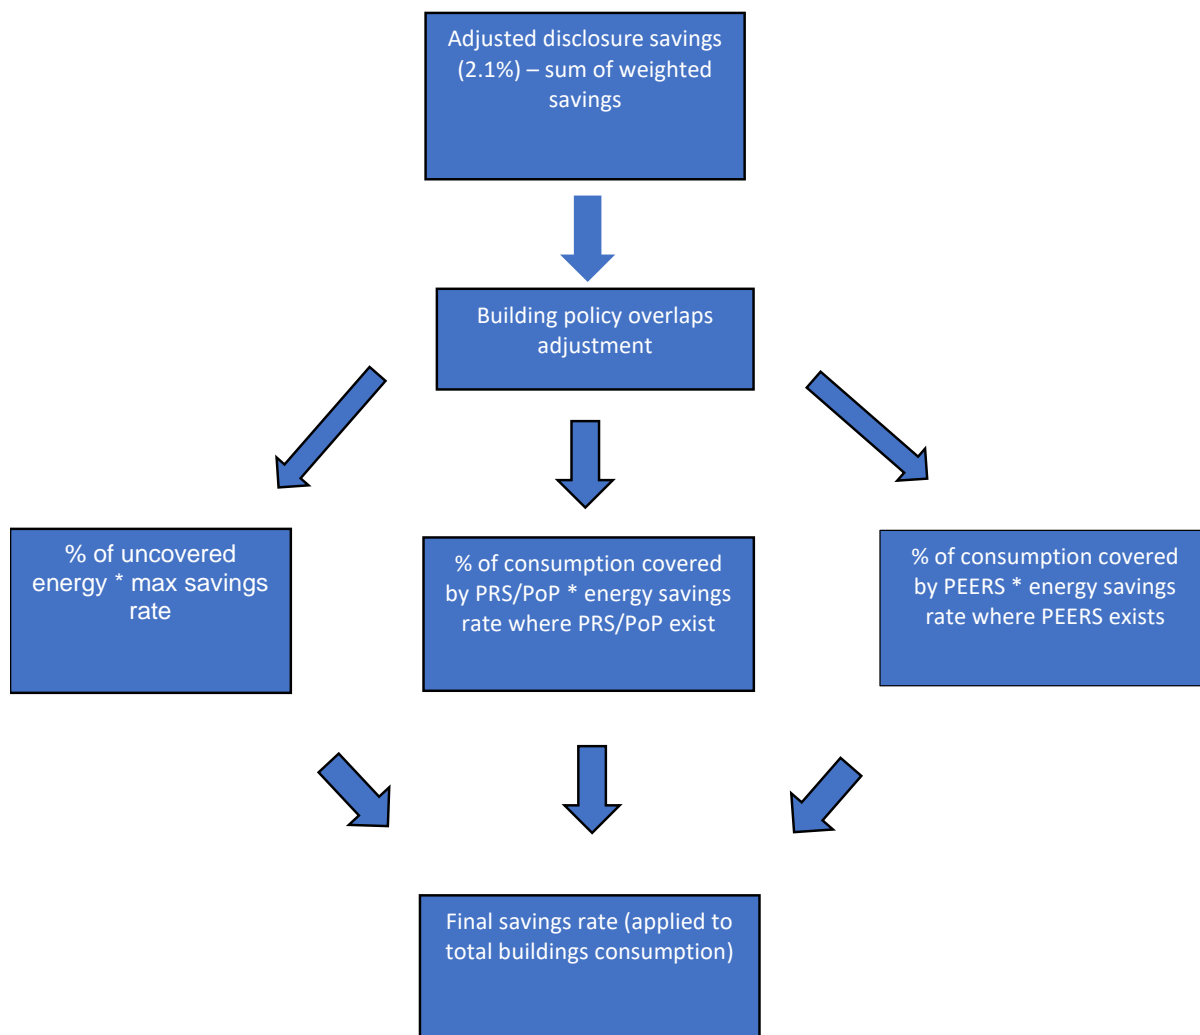 Adjusted disclosure savings
(2.1%) – sum of weighted
savings
Building policy overlaps
adjustment
% of uncovered
energy * max savings
rate
% of consumption covered
by PRS/PoP * energy savings
rate where PRS/PoP exist
% of consumption covered
by PEERS * energy savings
rate where PEERS exists
Final savings rate (applied to
total buildings consumption)